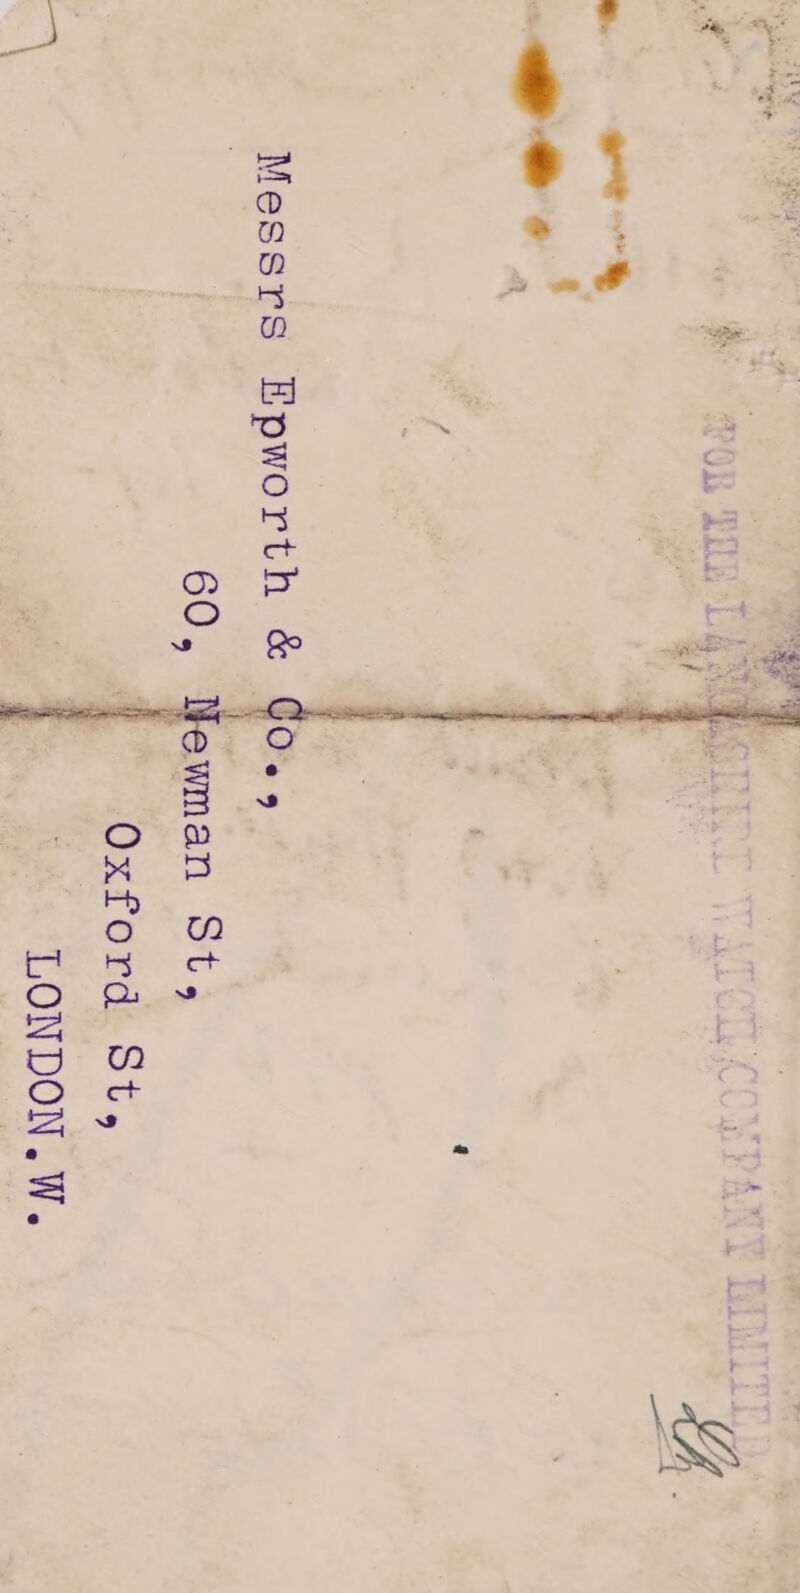 FOR THE LANCASHIRE WATCH COMPANY LIMITED
Messrs Epworth & Co.,
60, Newman St,
Oxford St,
LONDON.W.